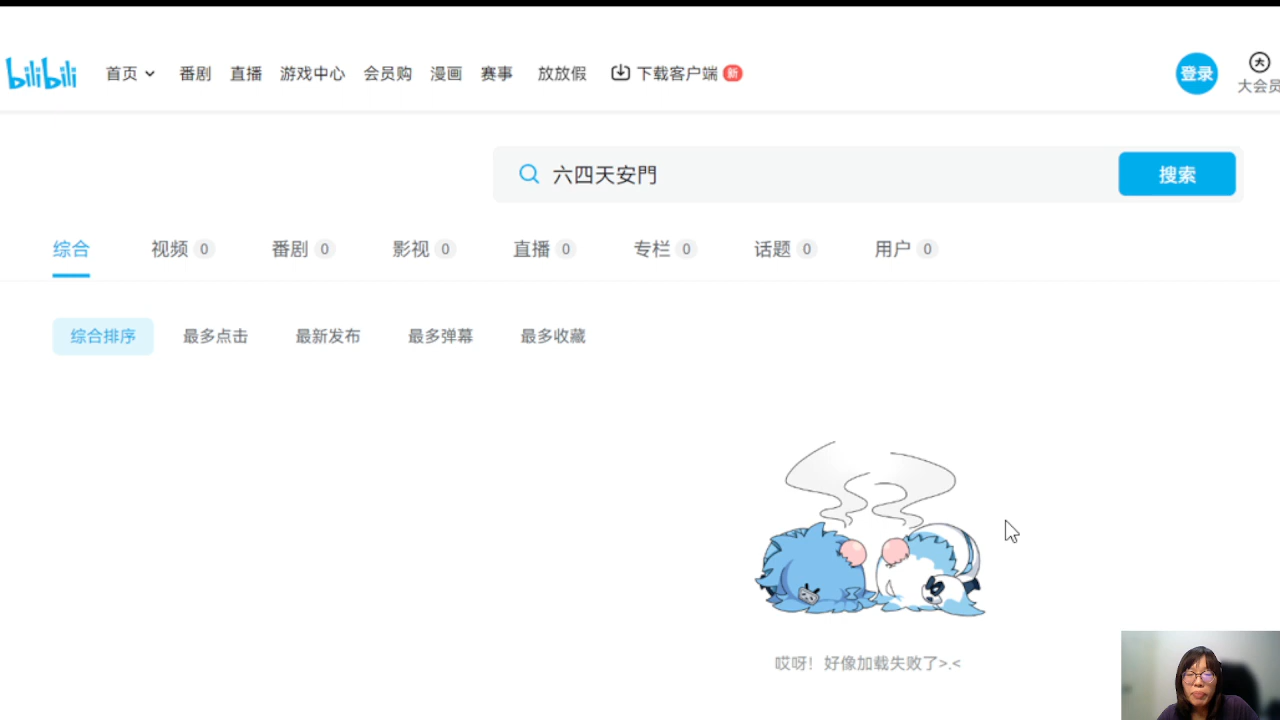 bilibili 首页 番剧 直播 游戏中心 会员购 漫画 赛事 放放假 下载客户端 新 登录 大会员
六四天安門 搜索
综合 视频 0 番剧 0 影视 0 直播 0 专栏 0 话题 0 用户 0
综合排序 最多点击 最新发布 最多弹幕 最多收藏
哎呀！好像加载失败了>.<